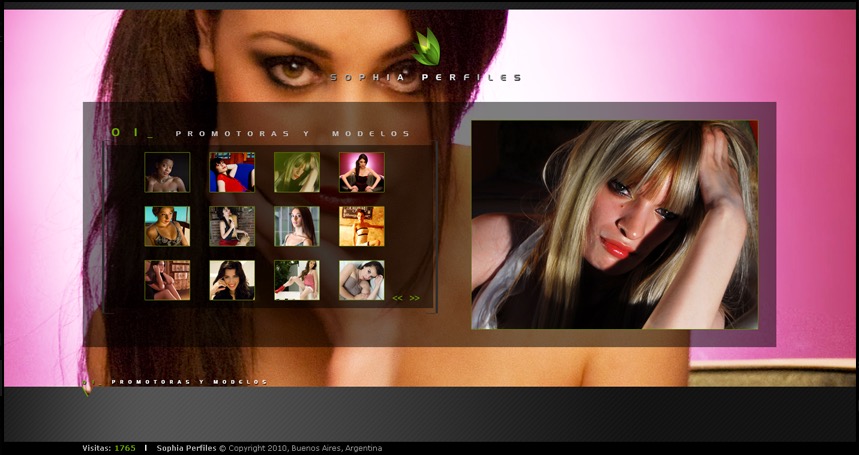 SOPHIA PERFILES
01_ PROMOTORAS Y MODELOS
<< >>
PROMOTORAS Y MODELOS
Visitas: 1765 | Sophia Perfiles © Copyright 2010, Buenos Aires, Argentina